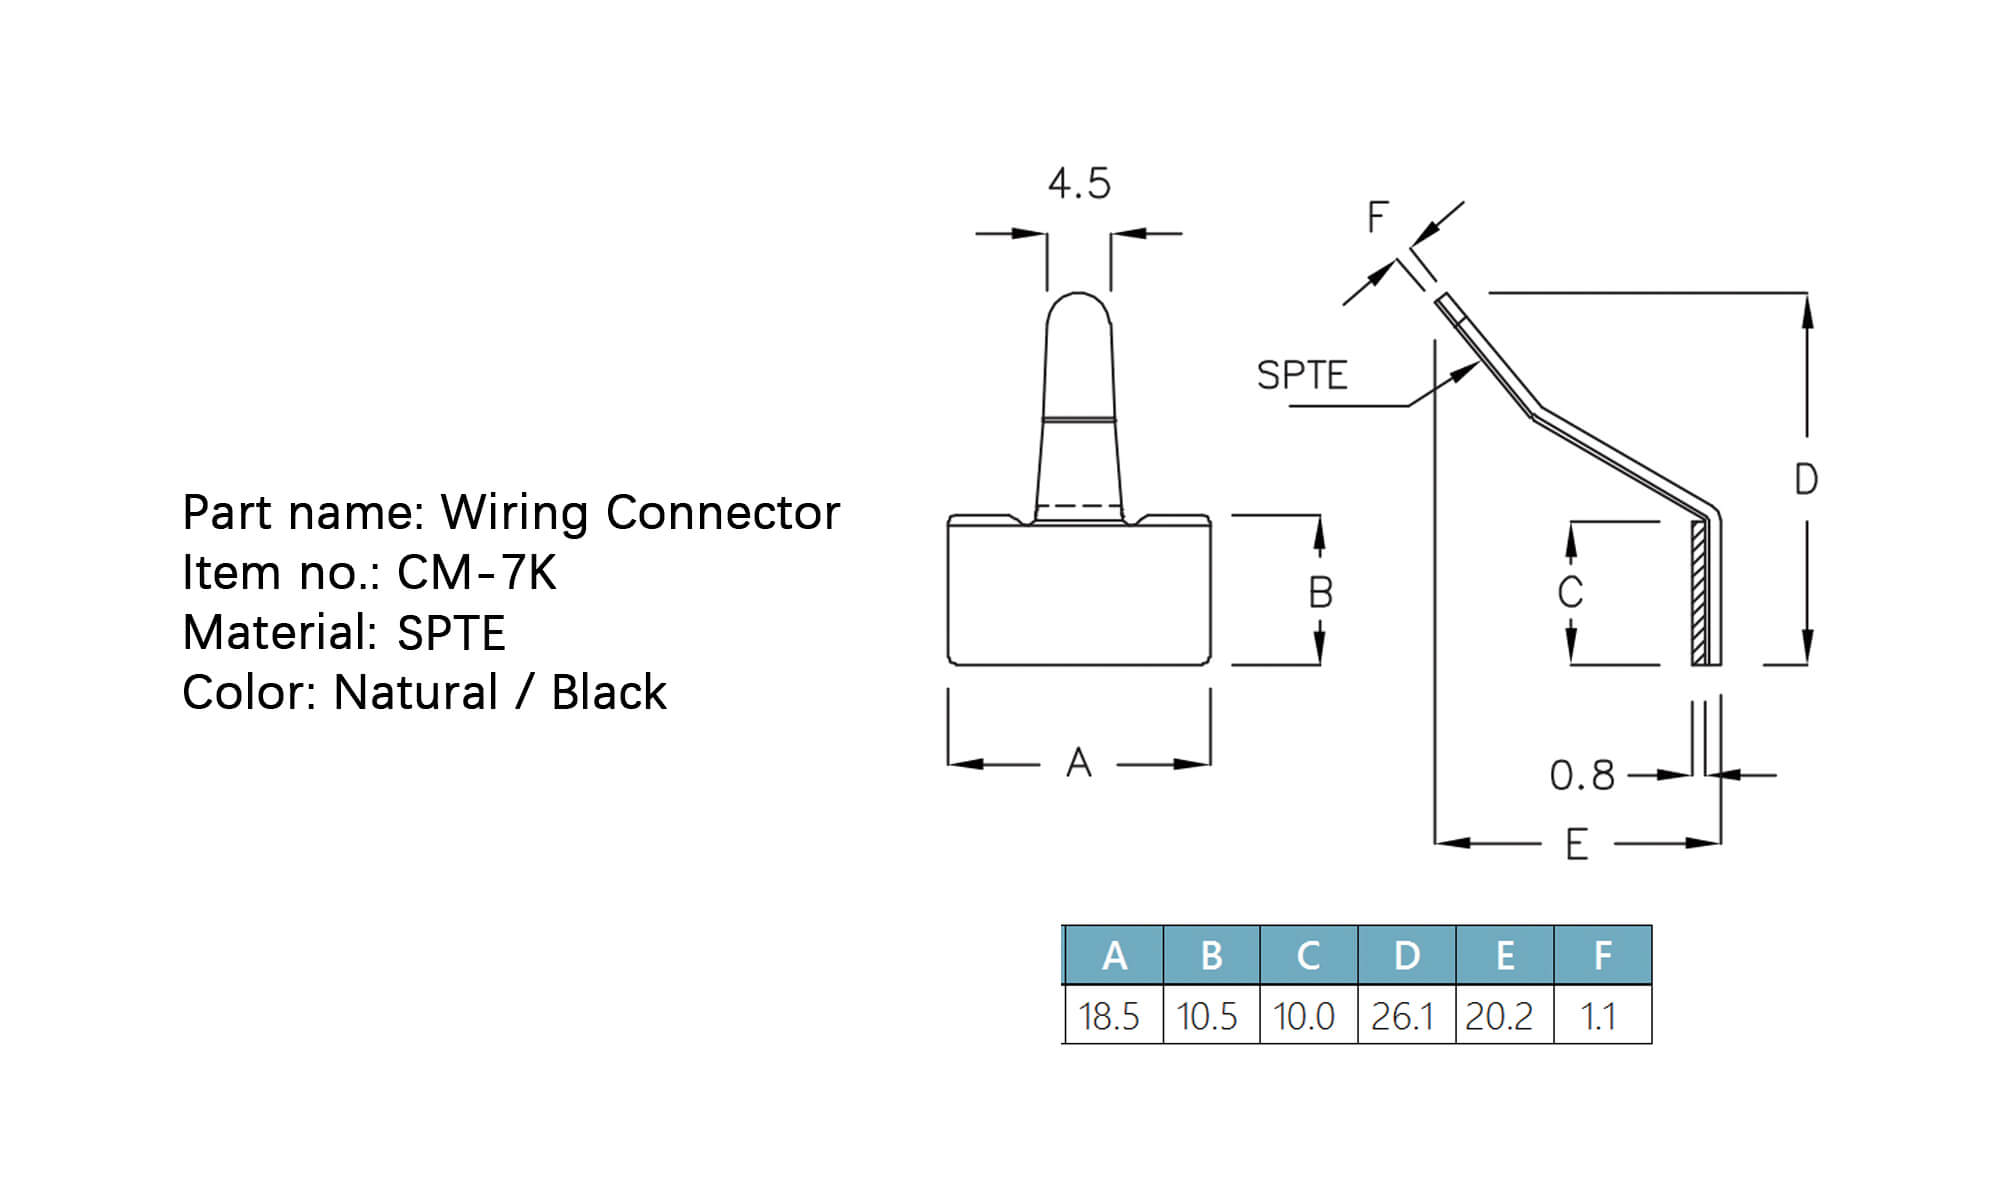 Part name: Wiring Connector
Item no.: CM-7K
Material: SPTE
Color: Natural / Black
4.5
F
SPTE
D
B
C
A
0.8
E
A B C D E F
18.5 10.5 10.0 26.1 20.2 1.1